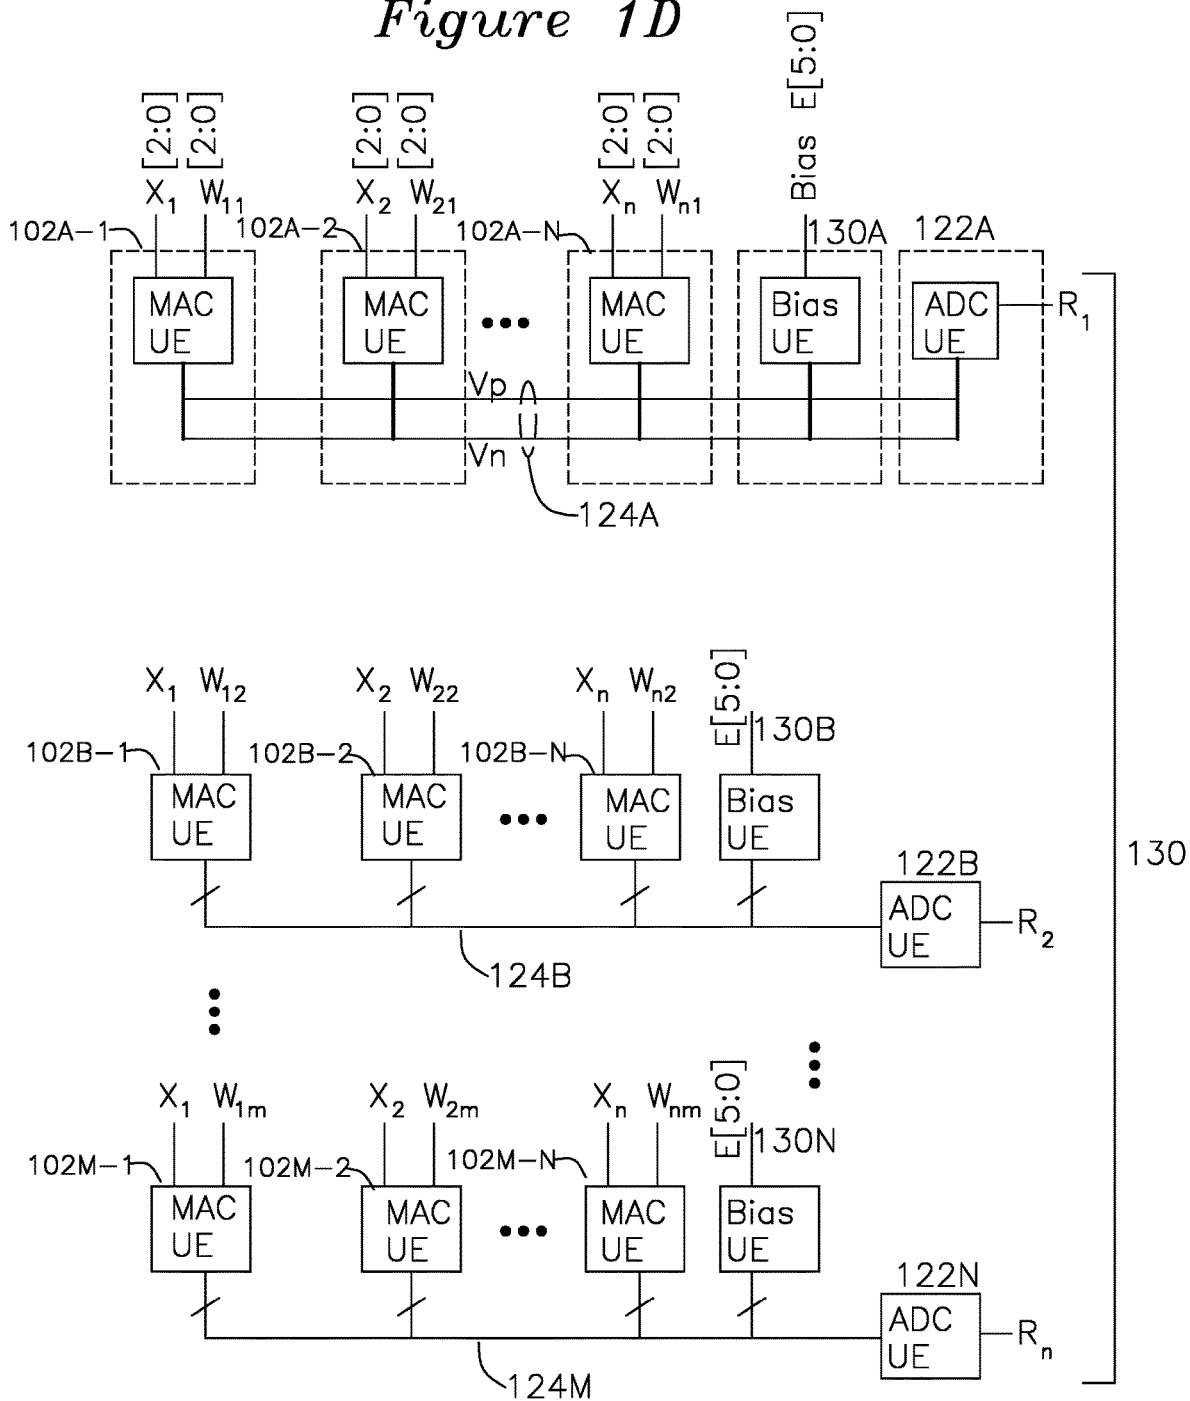 Figure 1D
[2:0] [2:0] [2:0] [2:0] [2:0] [2:0] Bias E[5:0]
X1 W11 X2 W21 Xn Wn1
102A-1 102A-2 102A-N 130A 122A
MAC UE
MAC UE
MAC UE
Bias UE
ADC UE
R1
Vp
Vn
124A
X1 W12 X2 W22 Xn Wn2 E[5:0]
102B-1 102B-2 102B-N 130B
MAC UE
MAC UE
MAC UE
Bias UE
122B
ADC UE
R2
124B
130
X1 W1m X2 W2m Xn Wnm E[5:0]
102M-1 102M-2 102M-N 130N
MAC UE
MAC UE
MAC UE
Bias UE
122N
ADC UE
Rn
124M